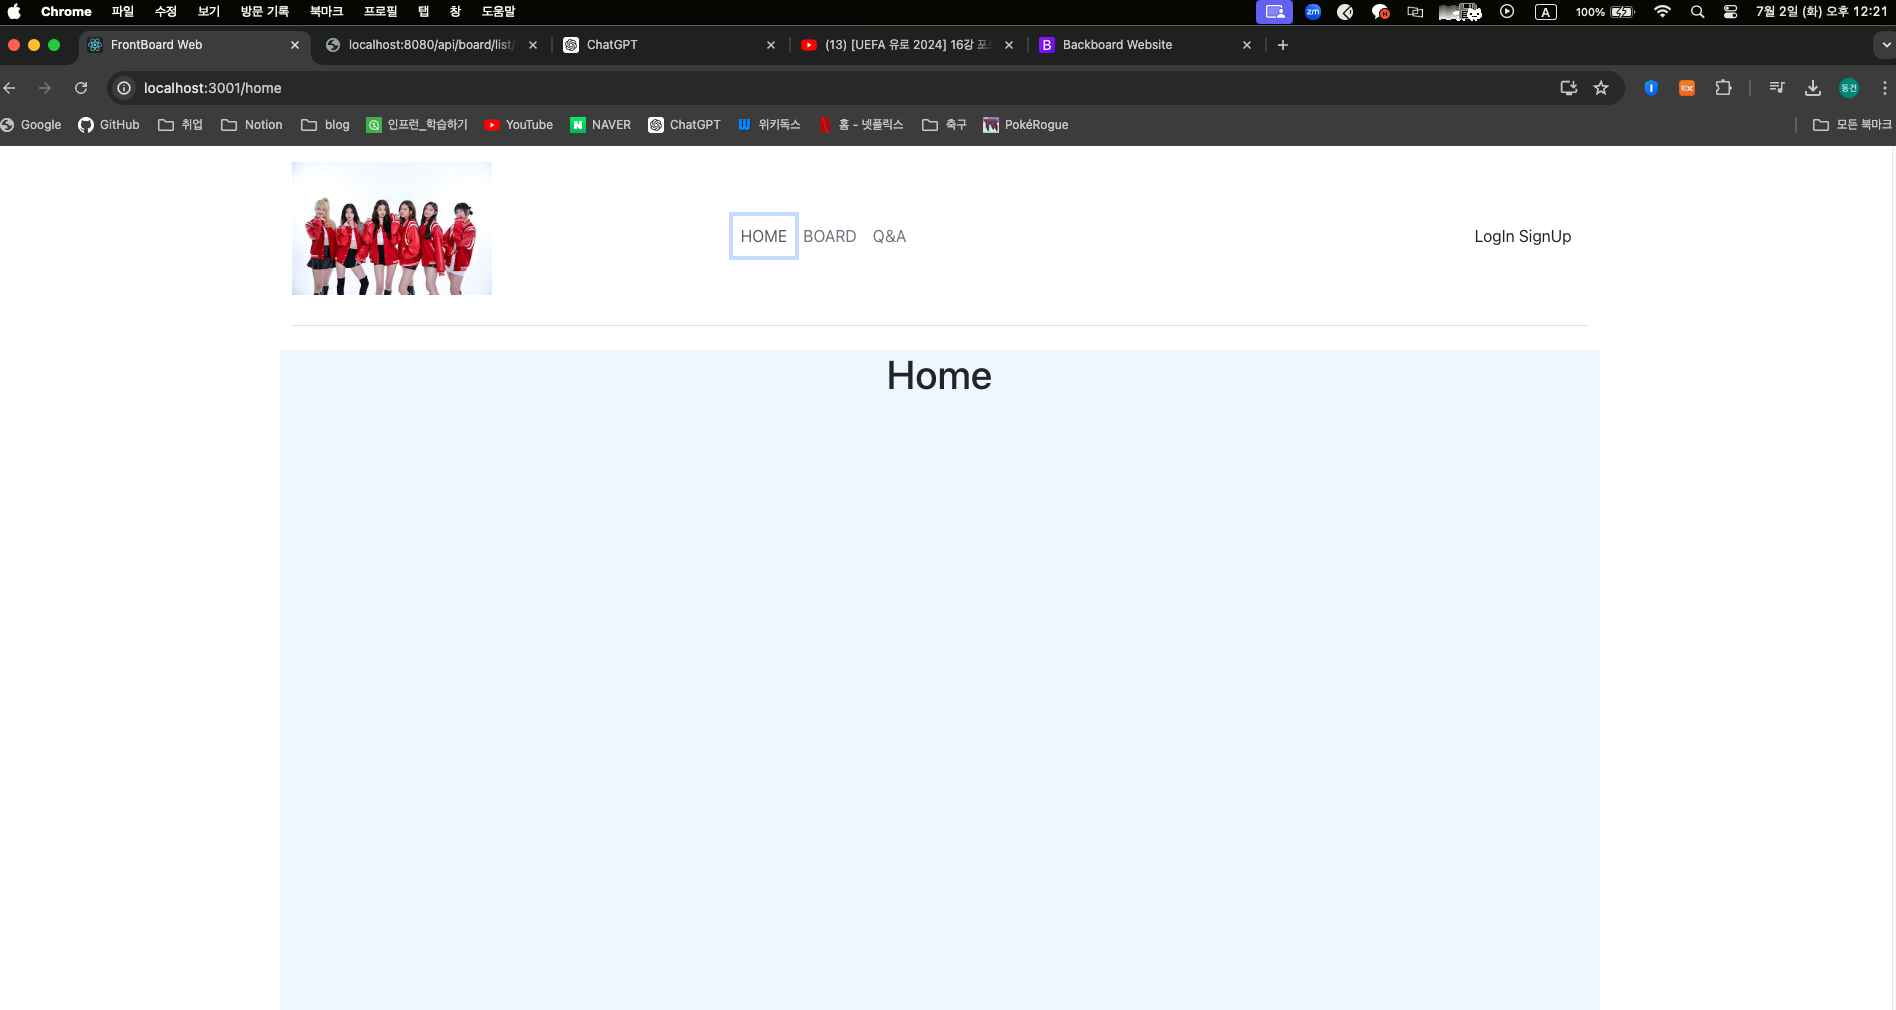 Chrome 파일 수정 보기 방문 기록 북마크 프로필 탭 창 도움말 zm N A 100% 7월 2일 (화) 오후 12:21
FrontBoard Web localhost:8080/api/board/list/ ChatGPT (13) [UEFA 유로 2024] 16강 포 B Backboard Website
localhost:3001/home EX 동건
Google GitHub 취업 Notion blog 인프런_학습하기 YouTube N NAVER ChatGPT W 위키독스 N 홈 - 넷플릭스 축구 PokéRogue 모든 북마크
HOME BOARD Q&A LogIn SignUp
Home